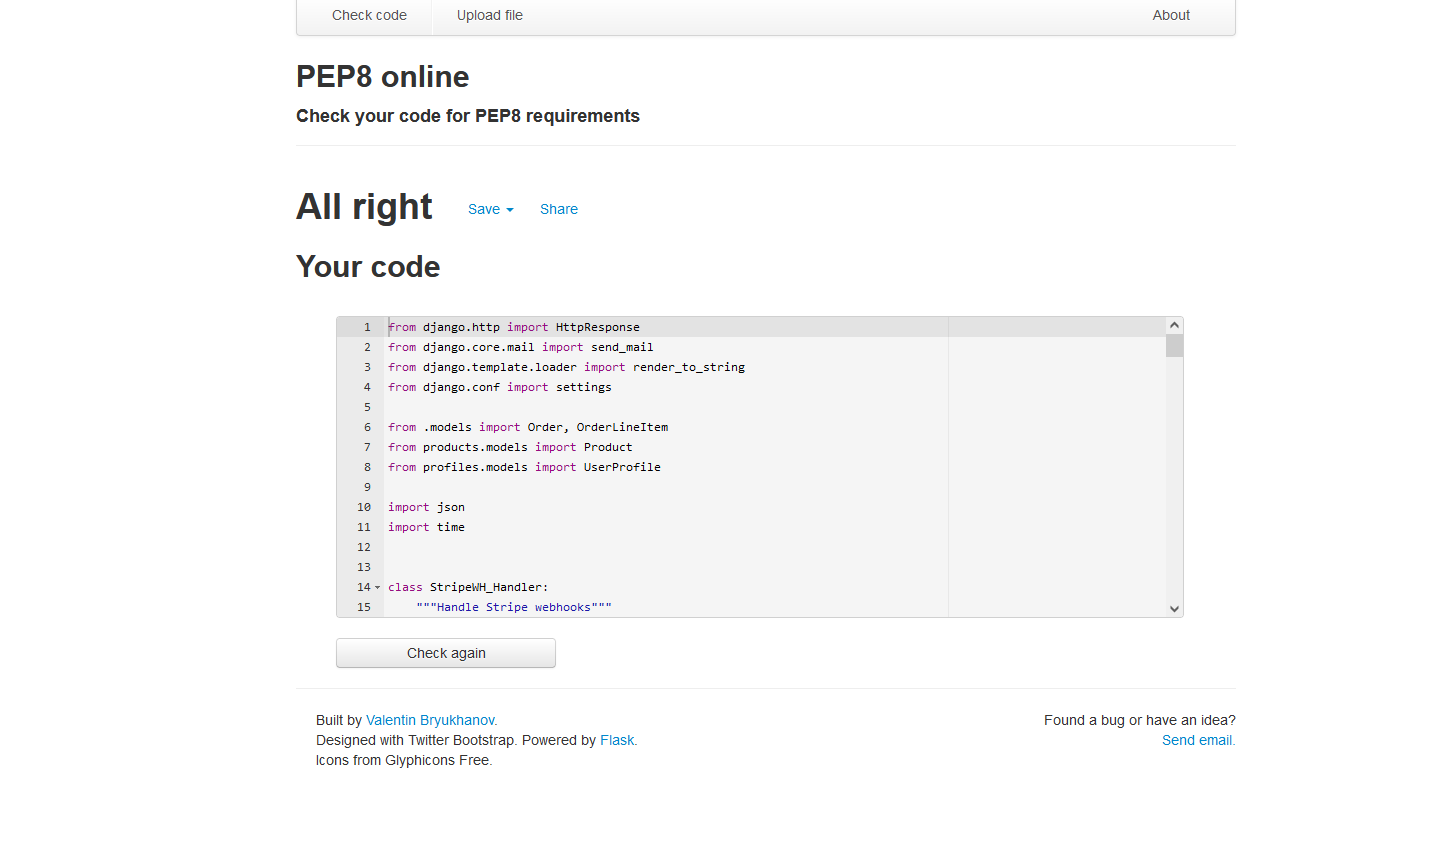 Check code Upload file About
PEP8 online
Check your code for PEP8 requirements
All right Save Share
Your code
1 from django.http import HttpResponse
2 from django.core.mail import send_mail
3 from django.template.loader import render_to_string
4 from django.conf import settings
5
6 from .models import Order, OrderLineItem
7 from products.models import Product
8 from profiles.models import UserProfile
9
10 import json
11 import time
12
13
14 class StripeWH_Handler:
15 """Handle Stripe webhooks"""
Check again
Built by Valentin Bryukhanov. Found a bug or have an idea?
Designed with Twitter Bootstrap. Powered by Flask. Send email.
Icons from Glyphicons Free.